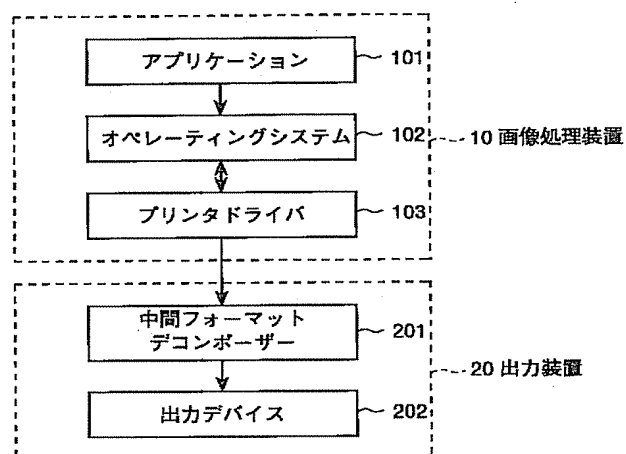 アプリケーション 101
オペレーティングシステム 102
10 画像処理装置
プリンタドライバ 103
中間フォーマット
デコンポーザー 201
20 出力装置
出力デバイス 202